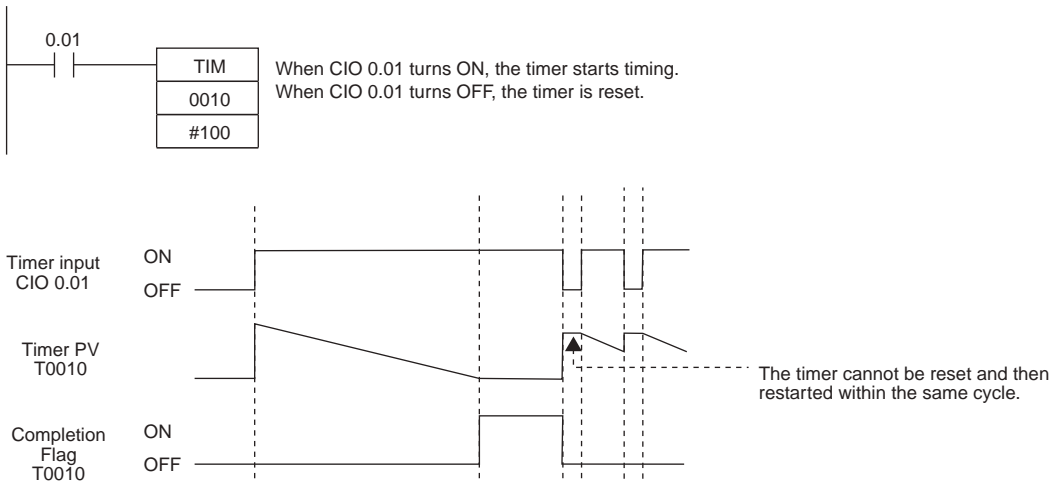 0.01
TIM
0010
#100
When CIO 0.01 turns ON, the timer starts timing.
When CIO 0.01 turns OFF, the timer is reset.
Timer input
CIO 0.01
ON
OFF
Timer PV
T0010
The timer cannot be reset and then
restarted within the same cycle.
Completion
Flag
T0010
ON
OFF